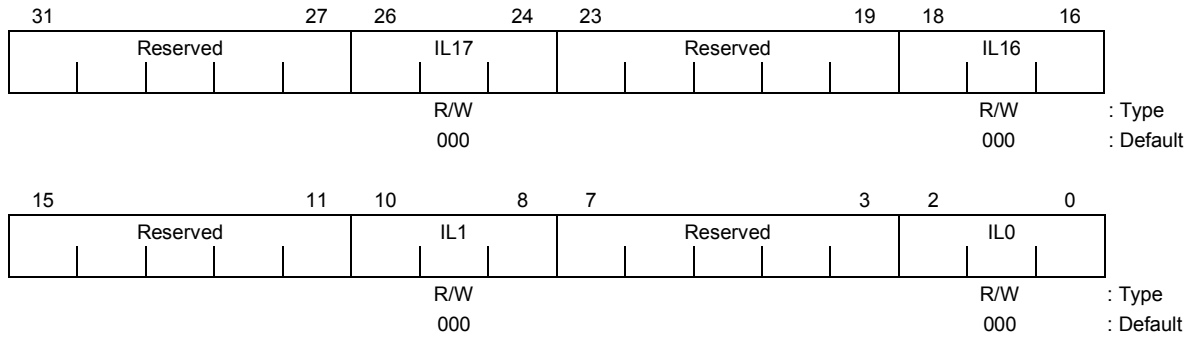 31 27 26 24 23 19 18 16
Reserved IL17 Reserved IL16
R/W R/W : Type
000 000 : Default
15 11 10 8 7 3 2 0
Reserved IL1 Reserved IL0
R/W R/W : Type
000 000 : Default